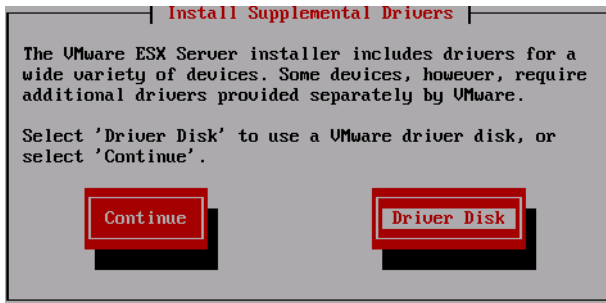 Install Supplemental Drivers
The VMware ESX Server installer includes drivers for a
wide variety of devices. Some devices, however, require
additional drivers provided separately by VMware.
Select 'Driver Disk' to use a VMware driver disk, or
select 'Continue'.
Continue
Driver Disk